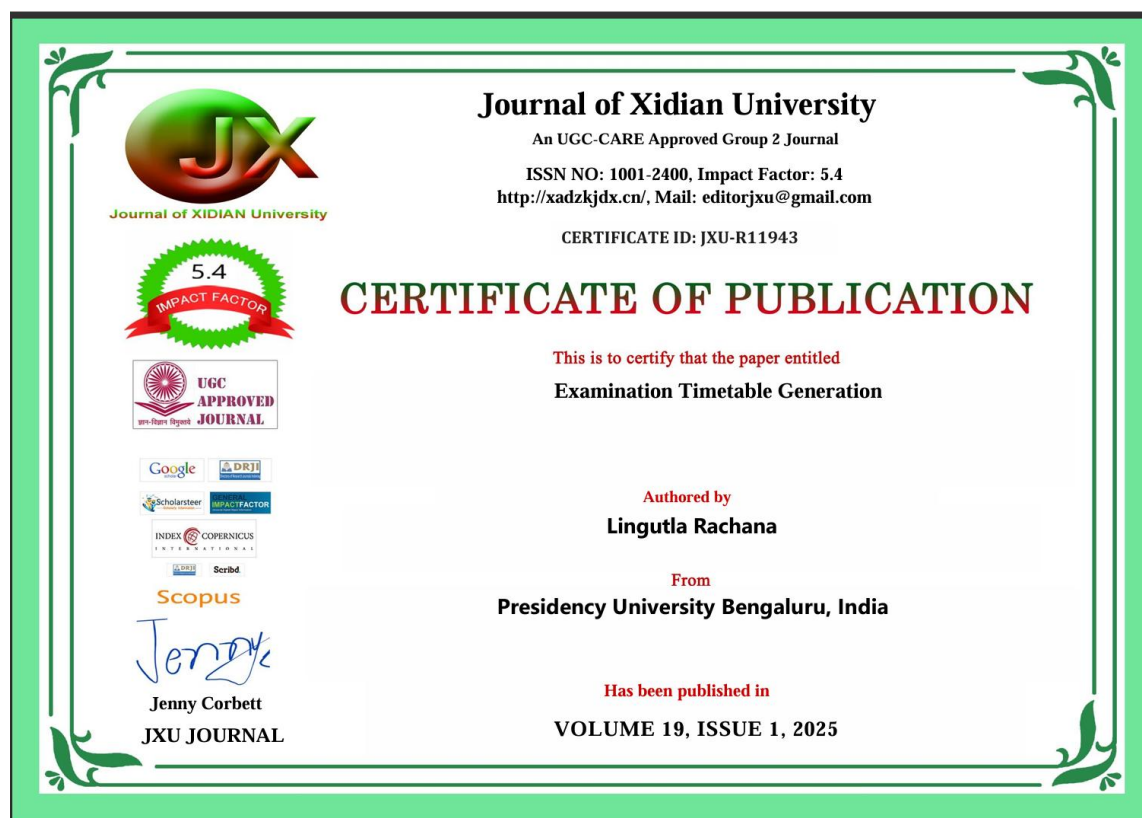 JX
Journal of XIDIAN University
Journal of Xidian University
An UGC-CARE Approved Group 2 Journal
ISSN NO: 1001-2400, Impact Factor: 5.4
http://xadzkjdx.cn/, Mail: editorjxu@gmail.com
CERTIFICATE ID: JXU-R11943
5.4
IMPACT FACTOR
CERTIFICATE OF PUBLICATION
This is to certify that the paper entitled
Examination Timetable Generation
UGC
APPROVED
JOURNAL
ज्ञान-विज्ञान विमुक्तये
Google
DRJI
Scholarsteer
GENERAL
IMPACTFACTOR
INDEX COPERNICUS
INTERNATIONAL
DRJI
Scribd.
Scopus
Authored by
Lingutla Rachana
From
Presidency University Bengaluru, India
Jenny
Jenny Corbett
JXU JOURNAL
Has been published in
VOLUME 19, ISSUE 1, 2025